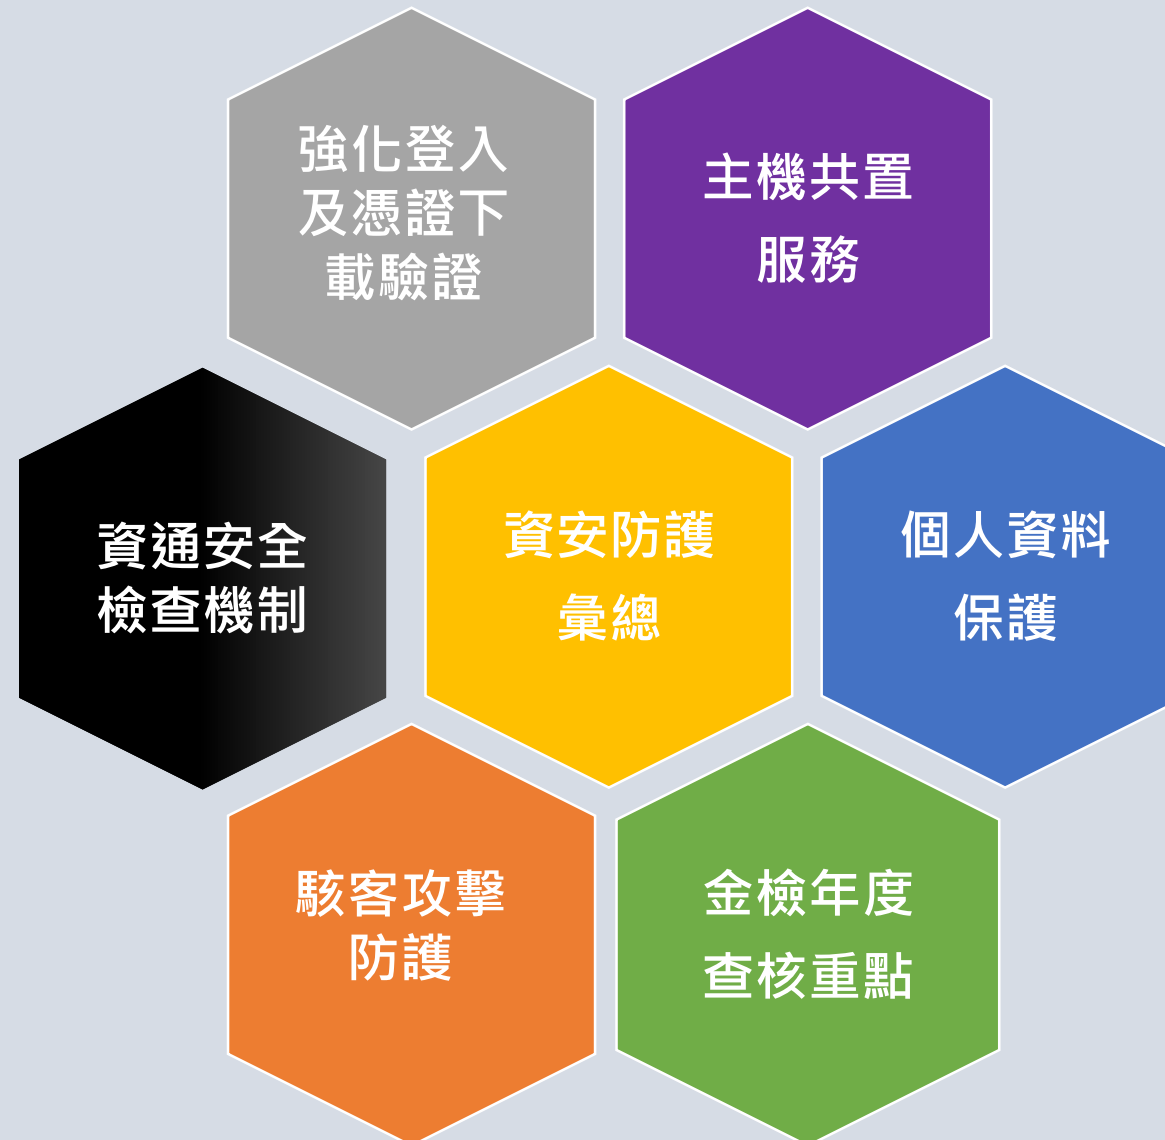 強化登入
及憑證下
載驗證
主機共置
服務
資通安全
檢查機制
資安防護
彙總
個人資料
保護
駭客攻擊
防護
金檢年度
查核重點